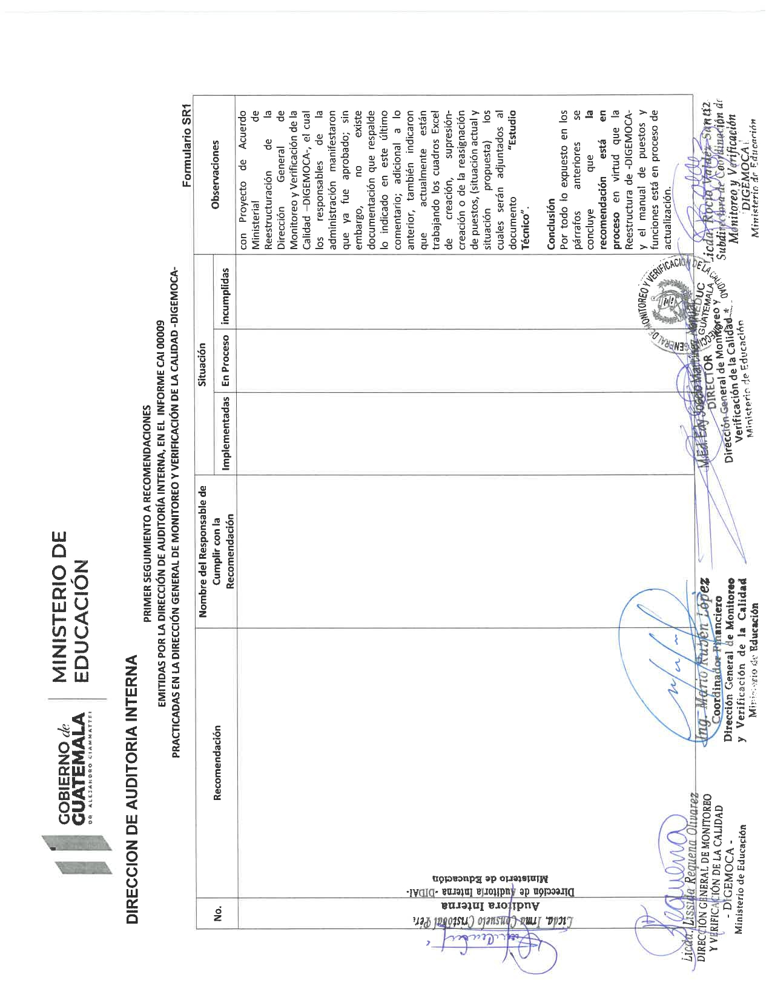 GOBIERNO de
GUATEMALA
DR. ALEJANDRO GIAMMATTEI
MINISTERIO DE
EDUCACIÓN
DIRECCION DE AUDITORIA INTERNA
PRIMER SEGUIMIENTO A RECOMENDACIONES
EMITIDAS POR LA DIRECCIÓN DE AUDITORÍA INTERNA, EN EL INFORME CAI 00009
PRACTICADAS EN LA DIRECCIÓN GENERAL DE MONITOREO Y VERIFICACIÓN DE LA CALIDAD -DIGEMOCA-
Formulario SR1
No.
Recomendación
Nombre del Responsable de
Cumplir con la
Recomendación
Situación
Implementadas
En Proceso
incumplidas
Observaciones
con Proyecto de Acuerdo
Ministerial de
Reestructuración de la
Dirección General de
Monitoreo y Verificación de la
Calidad –DIGEMOCA-, el cual
los responsables de la
administración manifestaron
que ya fue aprobado; sin
embargo, no existe
documentación que respalde
lo indicado en este último
comentario; adicional a lo
anterior, también indicaron
que actualmente están
trabajando los cuadros Excel
de creación, supresión-
creación o de la reasignación
de puestos, (situación actual y
situación propuesta) los
cuales serán adjuntados al
documento “Estudio
Técnico”.
Conclusión
Por todo lo expuesto en los
párrafos anteriores se
concluye que la
recomendación está en
proceso en virtud que la
Reestructura de -DIGEMOCA-
y el manual de puestos y
funciones está en proceso de
actualización.
Licda. Irma Consuelo Cristobal
Auditora Interna
Dirección de Auditoría Interna -DIDAI-
Ministerio de Educación
Requena
Licda. Lissida Requena Olivarez
DIRECCIÓN GENERAL DE MONITOREO
Y VERIFICACIÓN DE LA CALIDAD
- DIGEMOCA -
Ministerio de Educación
Ing. Mario Rubén López
Coordinador Financiero
Dirección General de Monitoreo
y Verificación de la Calidad
Ministerio de Educación
M.Ed. Martínez
DIRECTOR
Dirección General de Monitoreo y
Verificación de la Calidad
Ministerio de Educación
GENERAL DE MONITOREO Y VERIFICACION DE LA CALIDAD
GUATEMALA
Licda. Rocío Valdez
Subdirectora de Coordinación de
Monitoreo y Verificación
DIGEMOCA
Ministerio de Educación